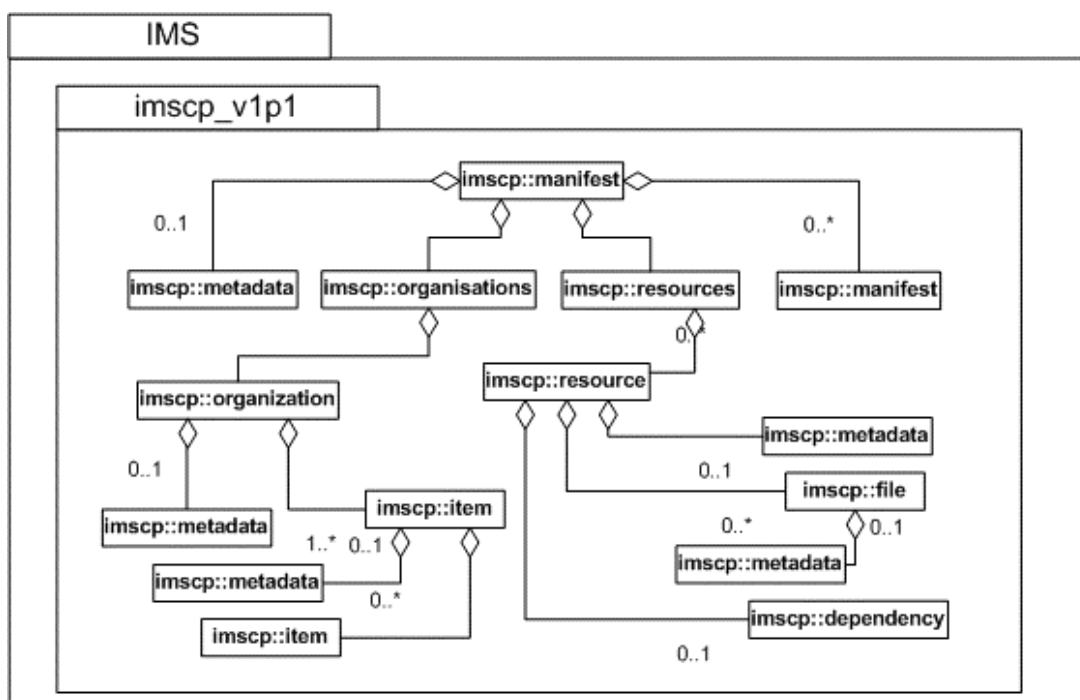 IMS
imscp_v1p1
imscp::manifest
0..1
0..*
imscp::metadata
imscp::organisations
imscp::resources
imscp::manifest
0..*
imscp::resource
imscp::organization
imscp::metadata
0..1
0..1
imscp::file
imscp::item
imscp::metadata
0..*
0..1
1..*
0..1
imscp::metadata
imscp::metadata
0..*
imscp::dependency
imscp::item
0..1